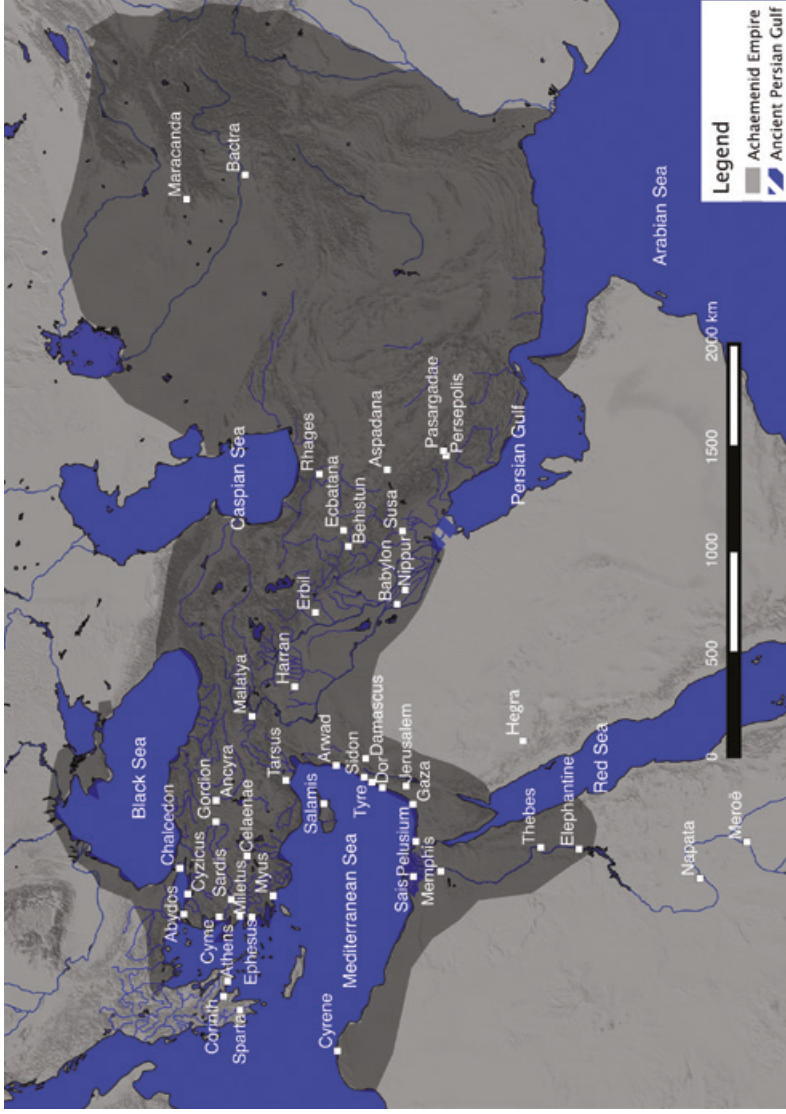 Black Sea
Caspian Sea
Maracanda
Bactra
Abydos
Chalcedon
Cyzicus
Gordion
Ancyra
Cyme
Sardis
Corinth
Athens
Sparta
Ephesus
Miletus
Myus
Celaenae
Malatya
Tarsus
Harran
Erbil
Rhages
Ecbatana
Behistun
Aspadana
Mediterranean Sea
Cyrene
Salamis
Arwad
Sidon
Damascus
Tyre
Dor
Jerusalem
Gaza
Babylon
Nippur
Susa
Pasargadae
Persepolis
Sais
Pelusium
Memphis
Persian Gulf
Thebes
Elephantine
Red Sea
Hegra
Napata
Meroë
Arabian Sea
0
500
1000
1500
2000 km
Legend
Achaemenid Empire
Ancient Persian Gulf